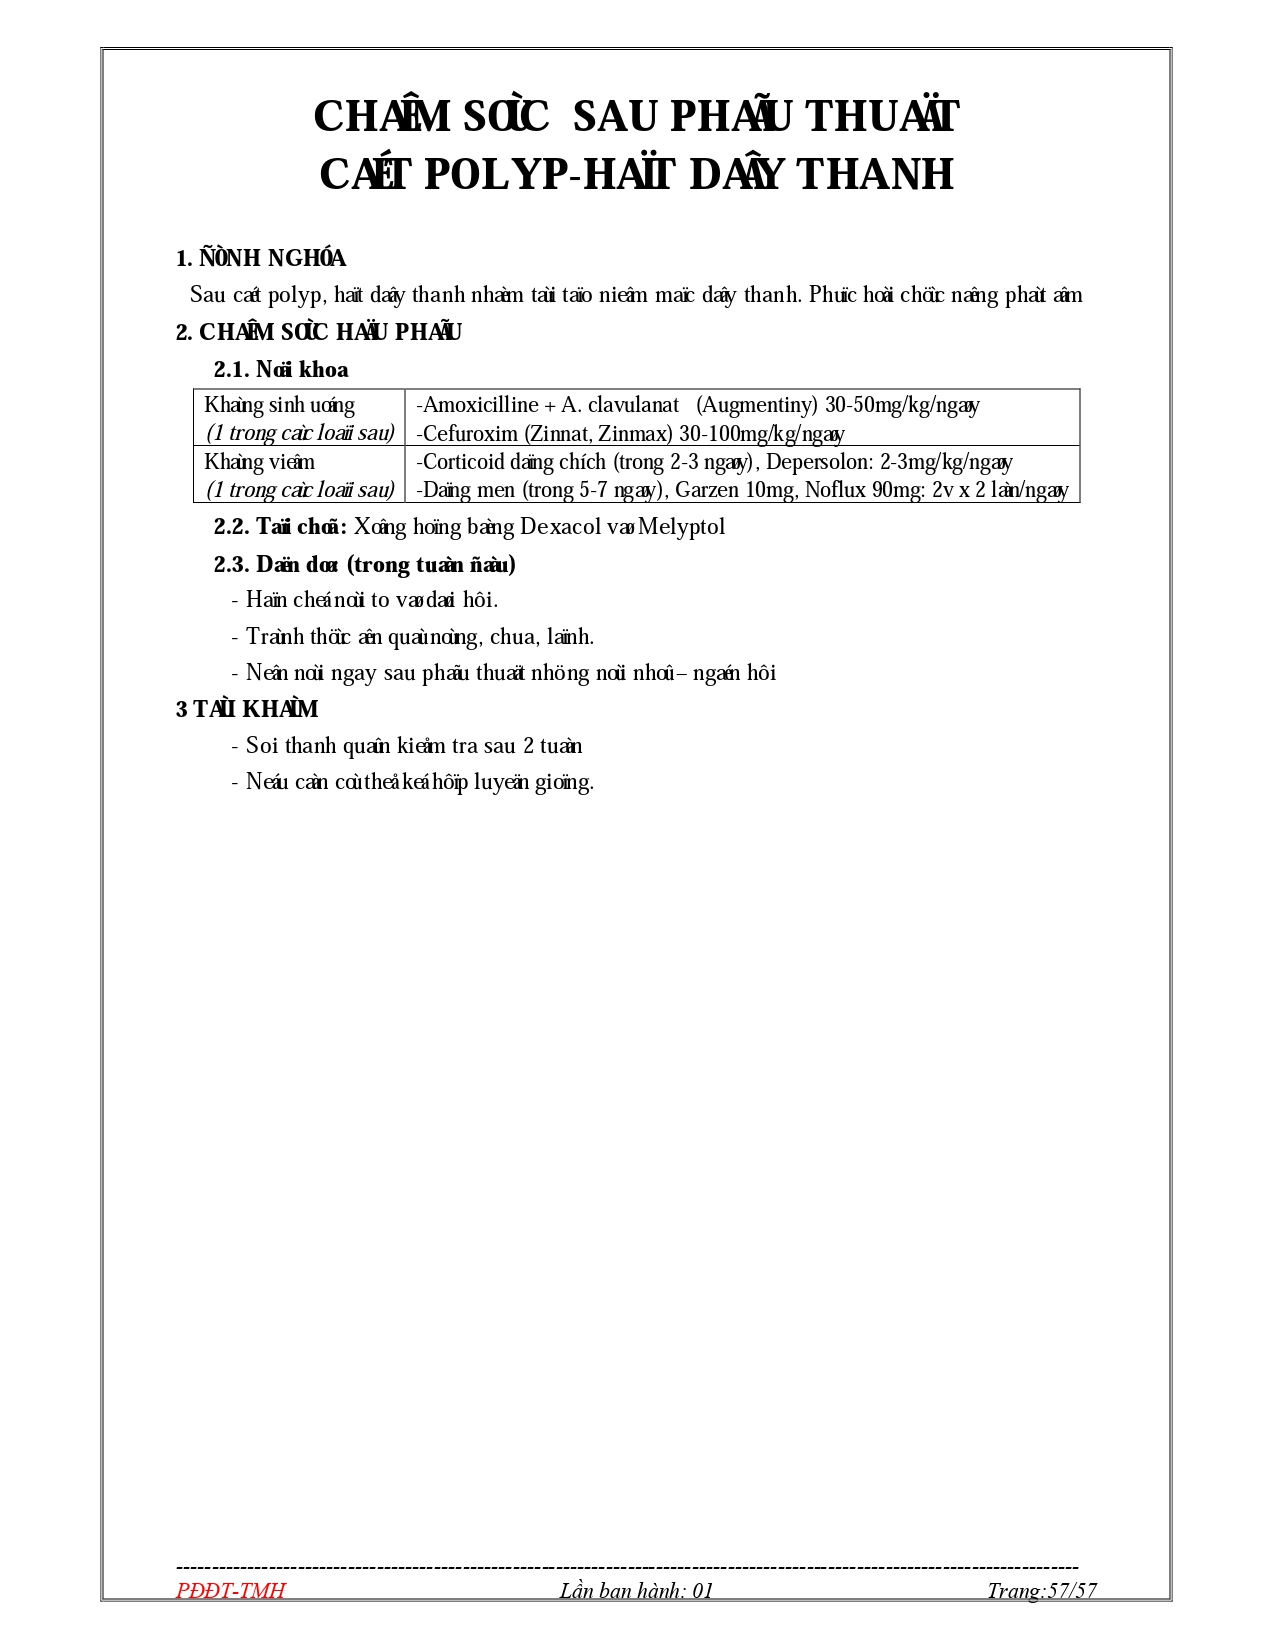 CHAÊM SOÙC SAU PHAÃU THUAÄT
CAÉT POLYP-HAÏT DAÂY THANH
1. ÑÒNH NGHÓA
Sau caét polyp, haït daây thanh nhaèm taùi taïo nieâm maïc daây thanh. Phuïc hoài chöùc naêng phaùt aâm
2. CHAÊM SOÙC HAÄU PHAÃU
2.1. Noäi khoa
Khaùng sinh uoáng
(1 trong caùc loaïi sau)
-Amoxicilline + A. clavulanat (Augmentiny) 30-50mg/kg/ngaøy
-Cefuroxim (Zinnat, Zinmax) 30-100mg/kg/ngaøy
Khaùng vieâm
(1 trong caùc loaïi sau)
-Corticoid daïng chích (trong 2-3 ngaøy), Depersolon: 2-3mg/kg/ngaøy
-Daïng men (trong 5-7 ngaøy), Garzen 10mg, Noflux 90mg: 2v x 2 laàn/ngaøy
2.2. Taïi choã: Xoâng hoïng baèng Dexacol vaø Melyptol
2.3. Daën doø: (trong tuaàn ñaàu)
- Haïn cheá noùi to vaø daøi hôi.
- Traùnh thöùc aên quaù noùng, chua, laïnh.
- Neân noùi ngay sau phaãu thuaät nhöng noùi nhoû – ngaén hôi
3 TAÙI KHAÙM
- Soi thanh quaûn kieåm tra sau 2 tuaàn
- Neáu caàn coù theå keá hôïp luyeän gioïng.
-----------------------------------------------------------------------------------------------------------------------------
PĐĐT-TMH Lần ban hành: 01 Trang:57/57